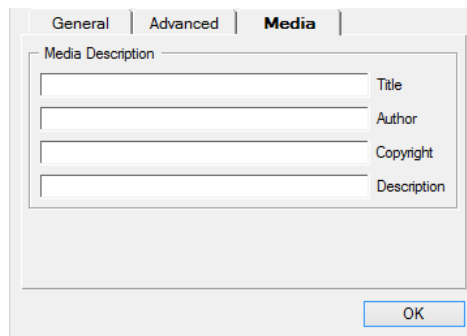 General Advanced Media
Media Description
Title
Author
Copyright
Description
OK